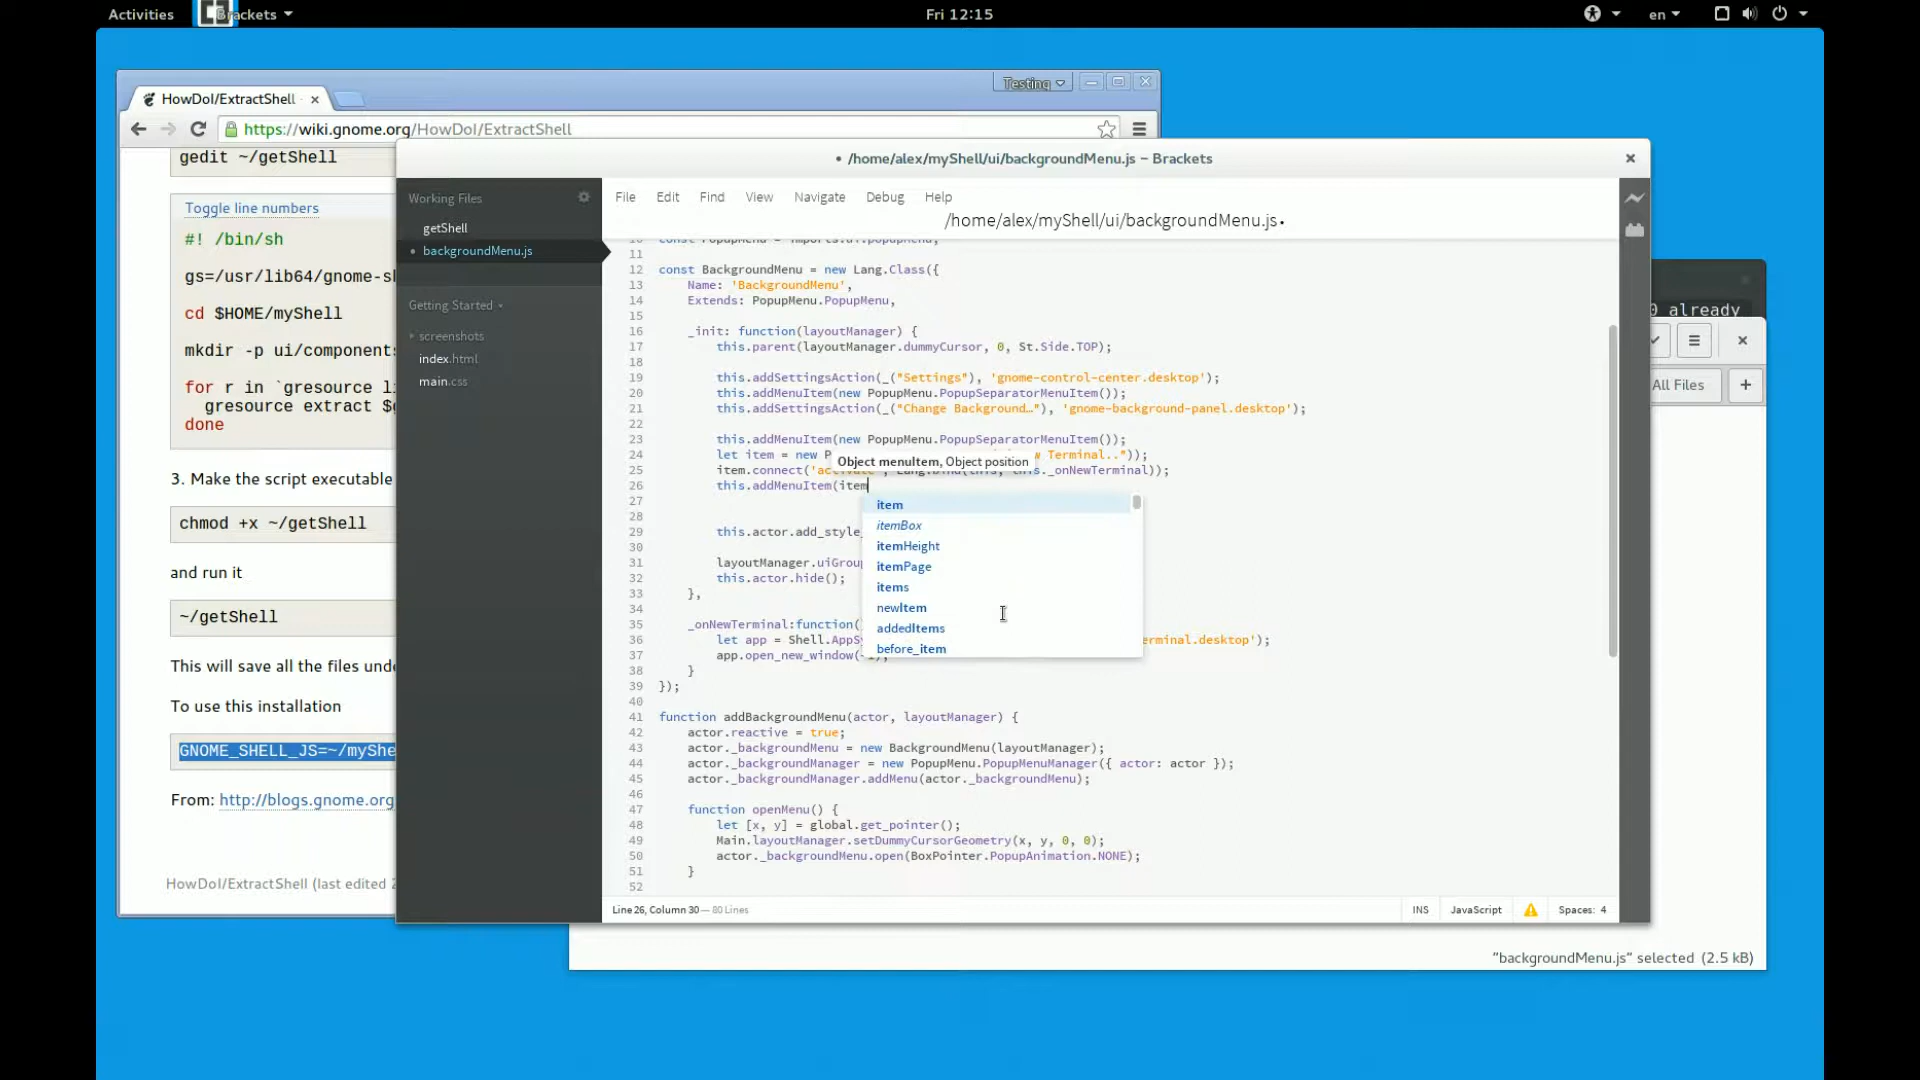 Activities
Brackets
Fri 12:15
en
Testing
HowDoI/ExtractShell
https://wiki.gnome.org/HowDoI/ExtractShell
gedit ~/getShell
Toggle line numbers
#! /bin/sh
gs=/usr/lib64/gnome-sh
cd $HOME/myShell
mkdir -p ui/components
for r in `gresource li
gresource extract $g
done
3. Make the script executable
chmod +x ~/getShell
and run it
~/getShell
This will save all the files unde
To use this installation
GNOME_SHELL_JS=~/myShe
From: http://blogs.gnome.org
HowDoI/ExtractShell (last edited 2
• /home/alex/myShell/ui/backgroundMenu.js – Brackets
Working Files
getShell
• backgroundMenu.js
Getting Started
screenshots
index.html
main.css
File Edit Find View Navigate Debug Help
/home/alex/myShell/ui/backgroundMenu.js •
10 const PopupMenu = imports.ui.popupMenu;
11
12 const BackgroundMenu = new Lang.Class({
13 Name: 'BackgroundMenu',
14 Extends: PopupMenu.PopupMenu,
15
16 _init: function(layoutManager) {
17 this.parent(layoutManager.dummyCursor, 0, St.Side.TOP);
18
19 this.addSettingsAction(_("Settings"), 'gnome-control-center.desktop');
20 this.addMenuItem(new PopupMenu.PopupSeparatorMenuItem());
21 this.addSettingsAction(_("Change Background…"), 'gnome-background-panel.desktop');
22
23 this.addMenuItem(new PopupMenu.PopupSeparatorMenuItem());
24 let item = new P Terminal.."));
Object menuItem, Object position
25 item.connect('activate', Lang.bind(this, this._onNewTerminal));
26 this.addMenuItem(item
27
28
29 this.actor.add_style_
30
31 layoutManager.uiGroup
32 this.actor.hide();
33 },
34
35 _onNewTerminal:function()
36 let app = Shell.AppSy erminal.desktop');
37 app.open_new_window(-1);
38 }
39 });
40
41 function addBackgroundMenu(actor, layoutManager) {
42 actor.reactive = true;
43 actor._backgroundMenu = new BackgroundMenu(layoutManager);
44 actor._backgroundManager = new PopupMenu.PopupMenuManager({ actor: actor });
45 actor._backgroundManager.addMenu(actor._backgroundMenu);
46
47 function openMenu() {
48 let [x, y] = global.get_pointer();
49 Main.layoutManager.setDummyCursorGeometry(x, y, 0, 0);
50 actor._backgroundMenu.open(BoxPointer.PopupAnimation.NONE);
51 }
52
item
itemBox
itemHeight
itemPage
items
newItem
addedItems
before_item
Line 26, Column 30 — 80 Lines
INS JavaScript Spaces: 4
0 already
All Files
"backgroundMenu.js" selected (2.5 kB)